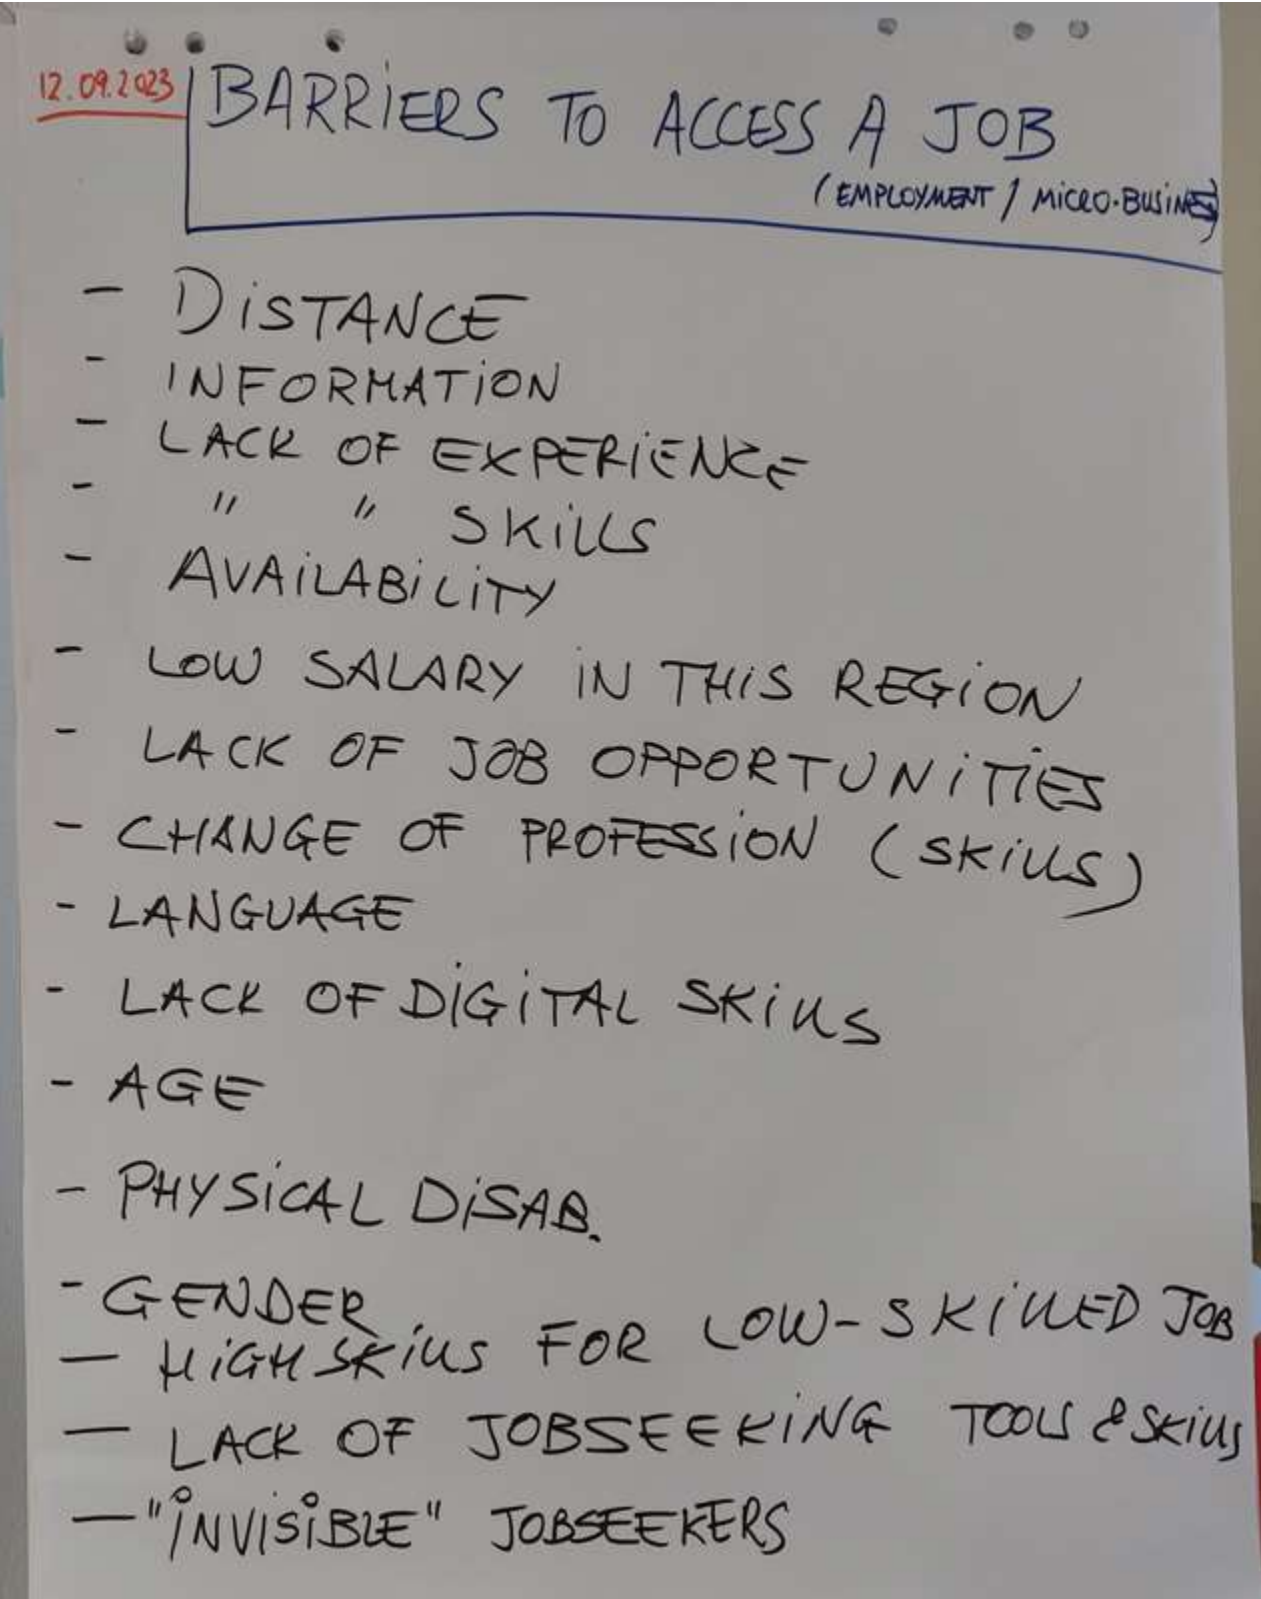 12.09.2023
BARRIERS TO ACCESS A JOB
(EMPLOYMENT / MICRO-BUSINESS)
- DISTANCE
- INFORMATION
- LACK OF EXPERIENCE
- " " SKILLS
- AVAILABILITY
- LOW SALARY IN THIS REGION
- LACK OF JOB OPPORTUNITIES
- CHANGE OF PROFESSION (SKILLS)
- LANGUAGE
- LACK OF DIGITAL SKILLS
- AGE
- PHYSICAL DISAB.
- GENDER
- HIGH SKILLS FOR LOW-SKILLED JOB
- LACK OF JOBSEEKING TOOLS & SKILLS
- "INVISIBLE" JOBSEEKERS